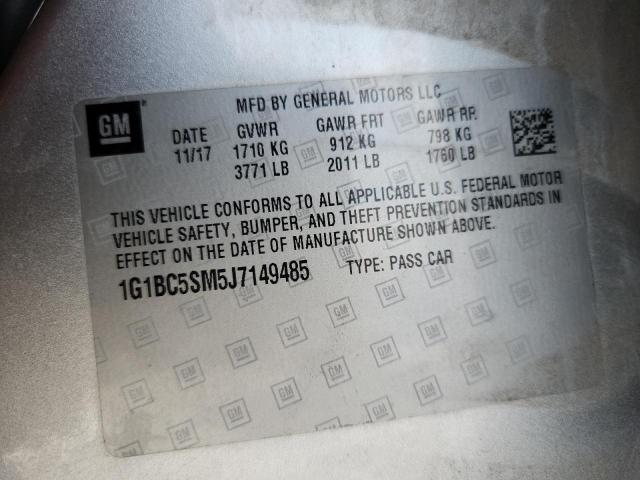 MFD BY GENERAL MOTORS LLC
GM
DATE GVWR GAWR FRT GAWR RR.
11/17 1710 KG 912 KG 798 KG
3771 LB 2011 LB 1760 LB
THIS VEHICLE CONFORMS TO ALL APPLICABLE U.S. FEDERAL MOTOR
VEHICLE SAFETY, BUMPER, AND THEFT PREVENTION STANDARDS IN
EFFECT ON THE DATE OF MANUFACTURE SHOWN ABOVE.
1G1BC5SM5J7149485 TYPE: PASS CAR